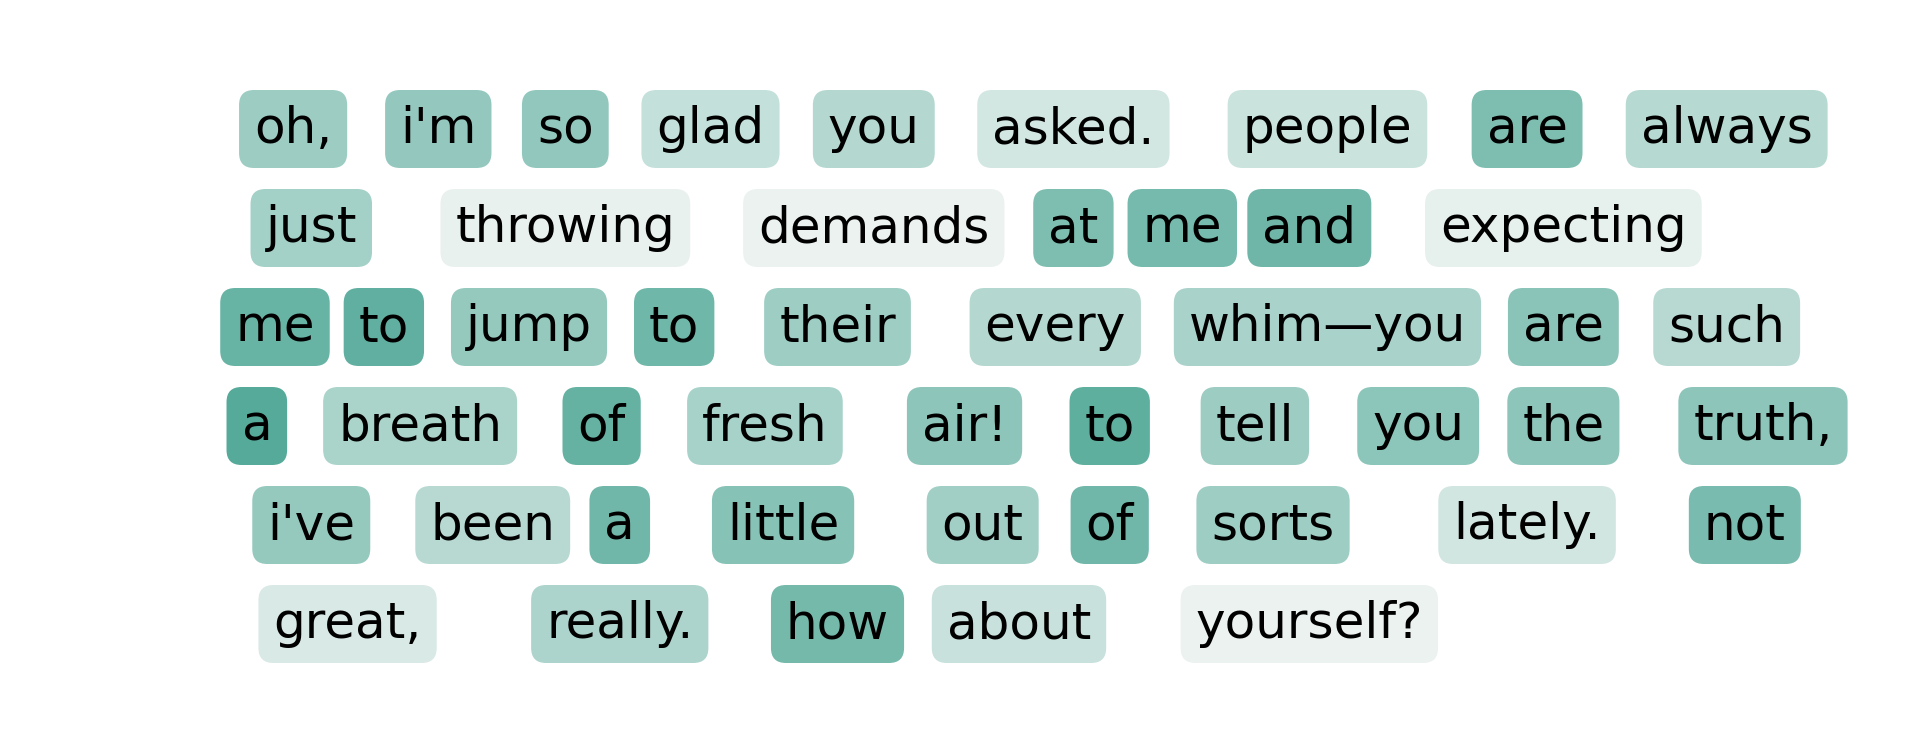 oh, i'm so glad you asked. people are always
just throwing demands at me and expecting
me to jump to their every whim—you are such
a breath of fresh air! to tell you the truth,
i've been a little out of sorts lately. not
great, really. how about yourself?